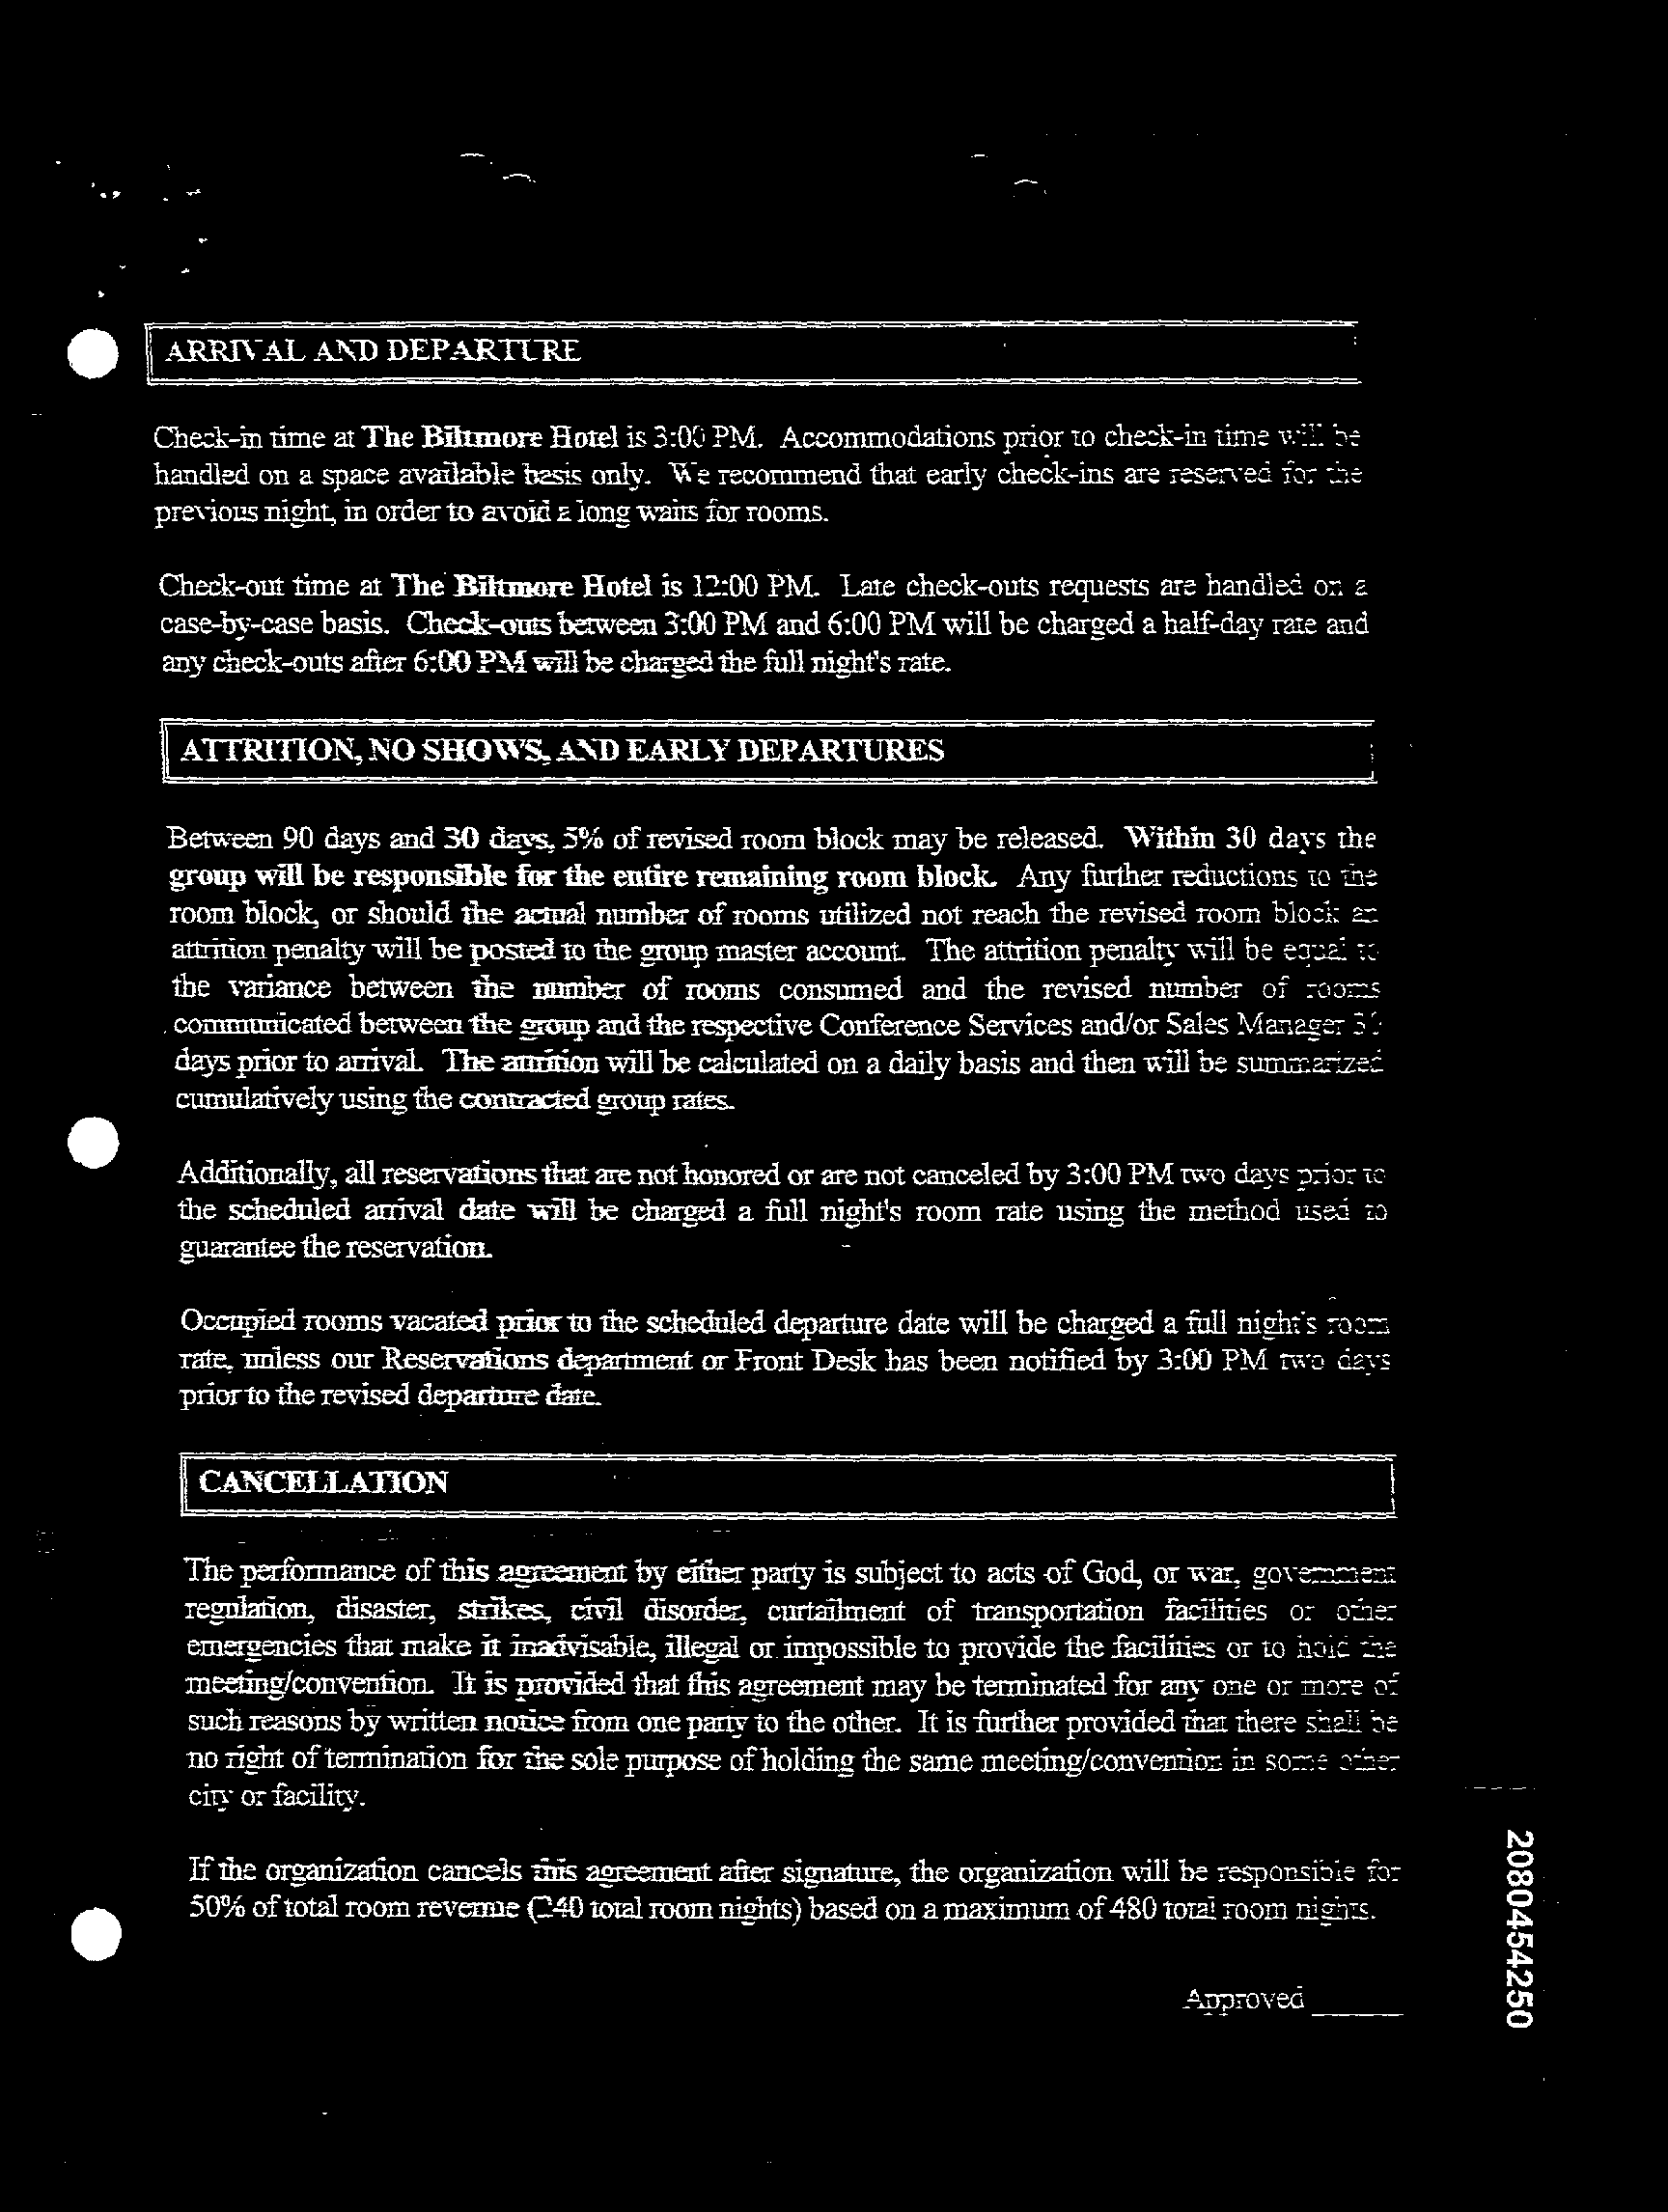 ARRIVAL AND DEPARTURE
Check-in time at The Biltmore Hotel is 3:00 PM. Accommodations prior to check-in time will be
handled on a space available basis only. We recommend that early check-ins are reserved for the
previous night, in order to avoid a long waits for rooms.
Check-out time at The Biltmore Hotel is 12:00 PM. Late check-outs requests are handled on a
case-by-case basis. Check-outs between 3:00 PM and 6:00 PM will be charged a half-day rate and
any check-outs after 6:00 PM will be charged the full night's rate.
ATTRITION, NO SHOWS, AND EARLY DEPARTURES
Between 90 days and 30 days, 5% of revised room block may be released. Within 30 days the
group will be responsible for the entire remaining room block. Any further reductions to the
room block, or should the actual number of rooms utilized not reach the revised room block an
attrition penalty will be posted to the group master account. The attrition penalty will be equal to
the variance between the number of rooms consumed and the revised number of rooms
communicated between the group and the respective Conference Services and/or Sales Manager
days prior to arrival. The attrition will be calculated on a daily basis and then will be summarized
cumulatively using the contracted group rates.
Additionally, all reservations that are not honored or are not canceled by 3:00 PM two days prior to
the scheduled arrival date will be charged a full night's room rate using the method used to
guarantee the reservation.
Occupied rooms vacated prior to the scheduled departure date will be charged a full night's room
rate, unless our Reservations department or Front Desk has been notified by 3:00 PM two days
prior to the revised departure date.
CANCELLATION
The performance of this agreement by either party is subject to acts of God, or war, government
regulation, disaster, strikes, civil disorder, curtailment of transportation facilities or other
emergencies that make it inadvisable, illegal or impossible to provide the facilities or to hold the
meeting/convention. It is provided that this agreement may be terminated for any one or more of
such reasons by written notice from one party to the other. It is further provided that there shall be
no right of termination for the sole purpose of holding the same meeting/convention in some other
city or facility.
If the organization cancels this agreement after signature, the organization will be responsible for
50% of total room revenue (240 total room nights) based on a maximum of 480 total room nights.
Approved ______
2080454250